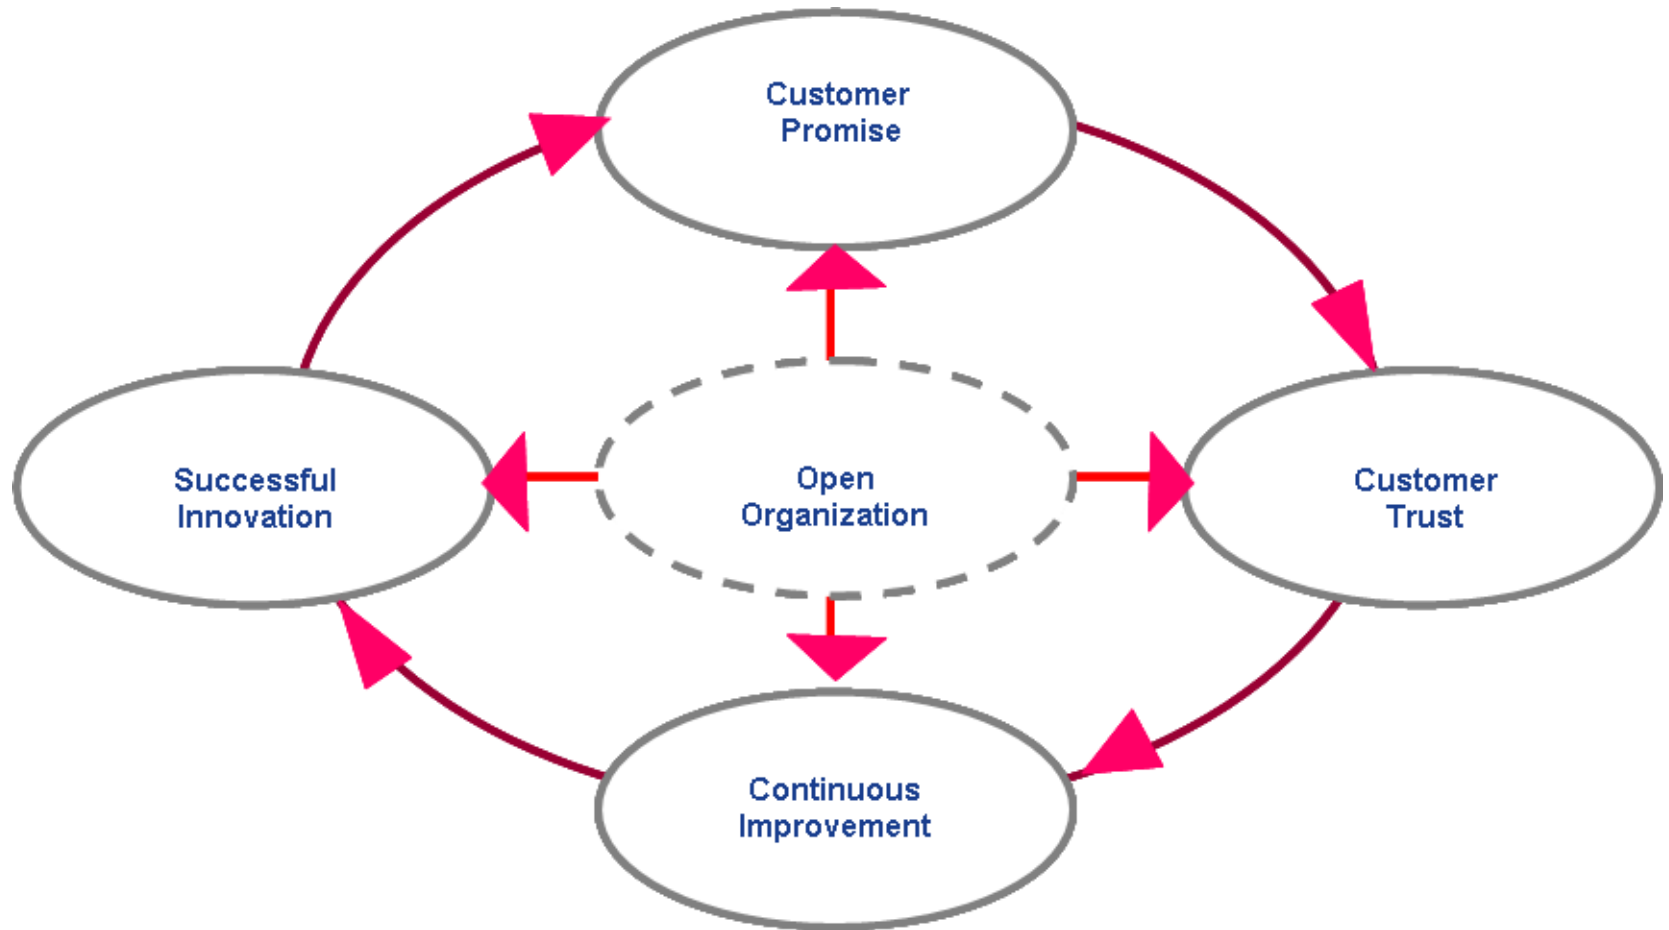 Customer
Promise
Successful
Innovation
Open
Organization
Customer
Trust
Continuous
Improvement